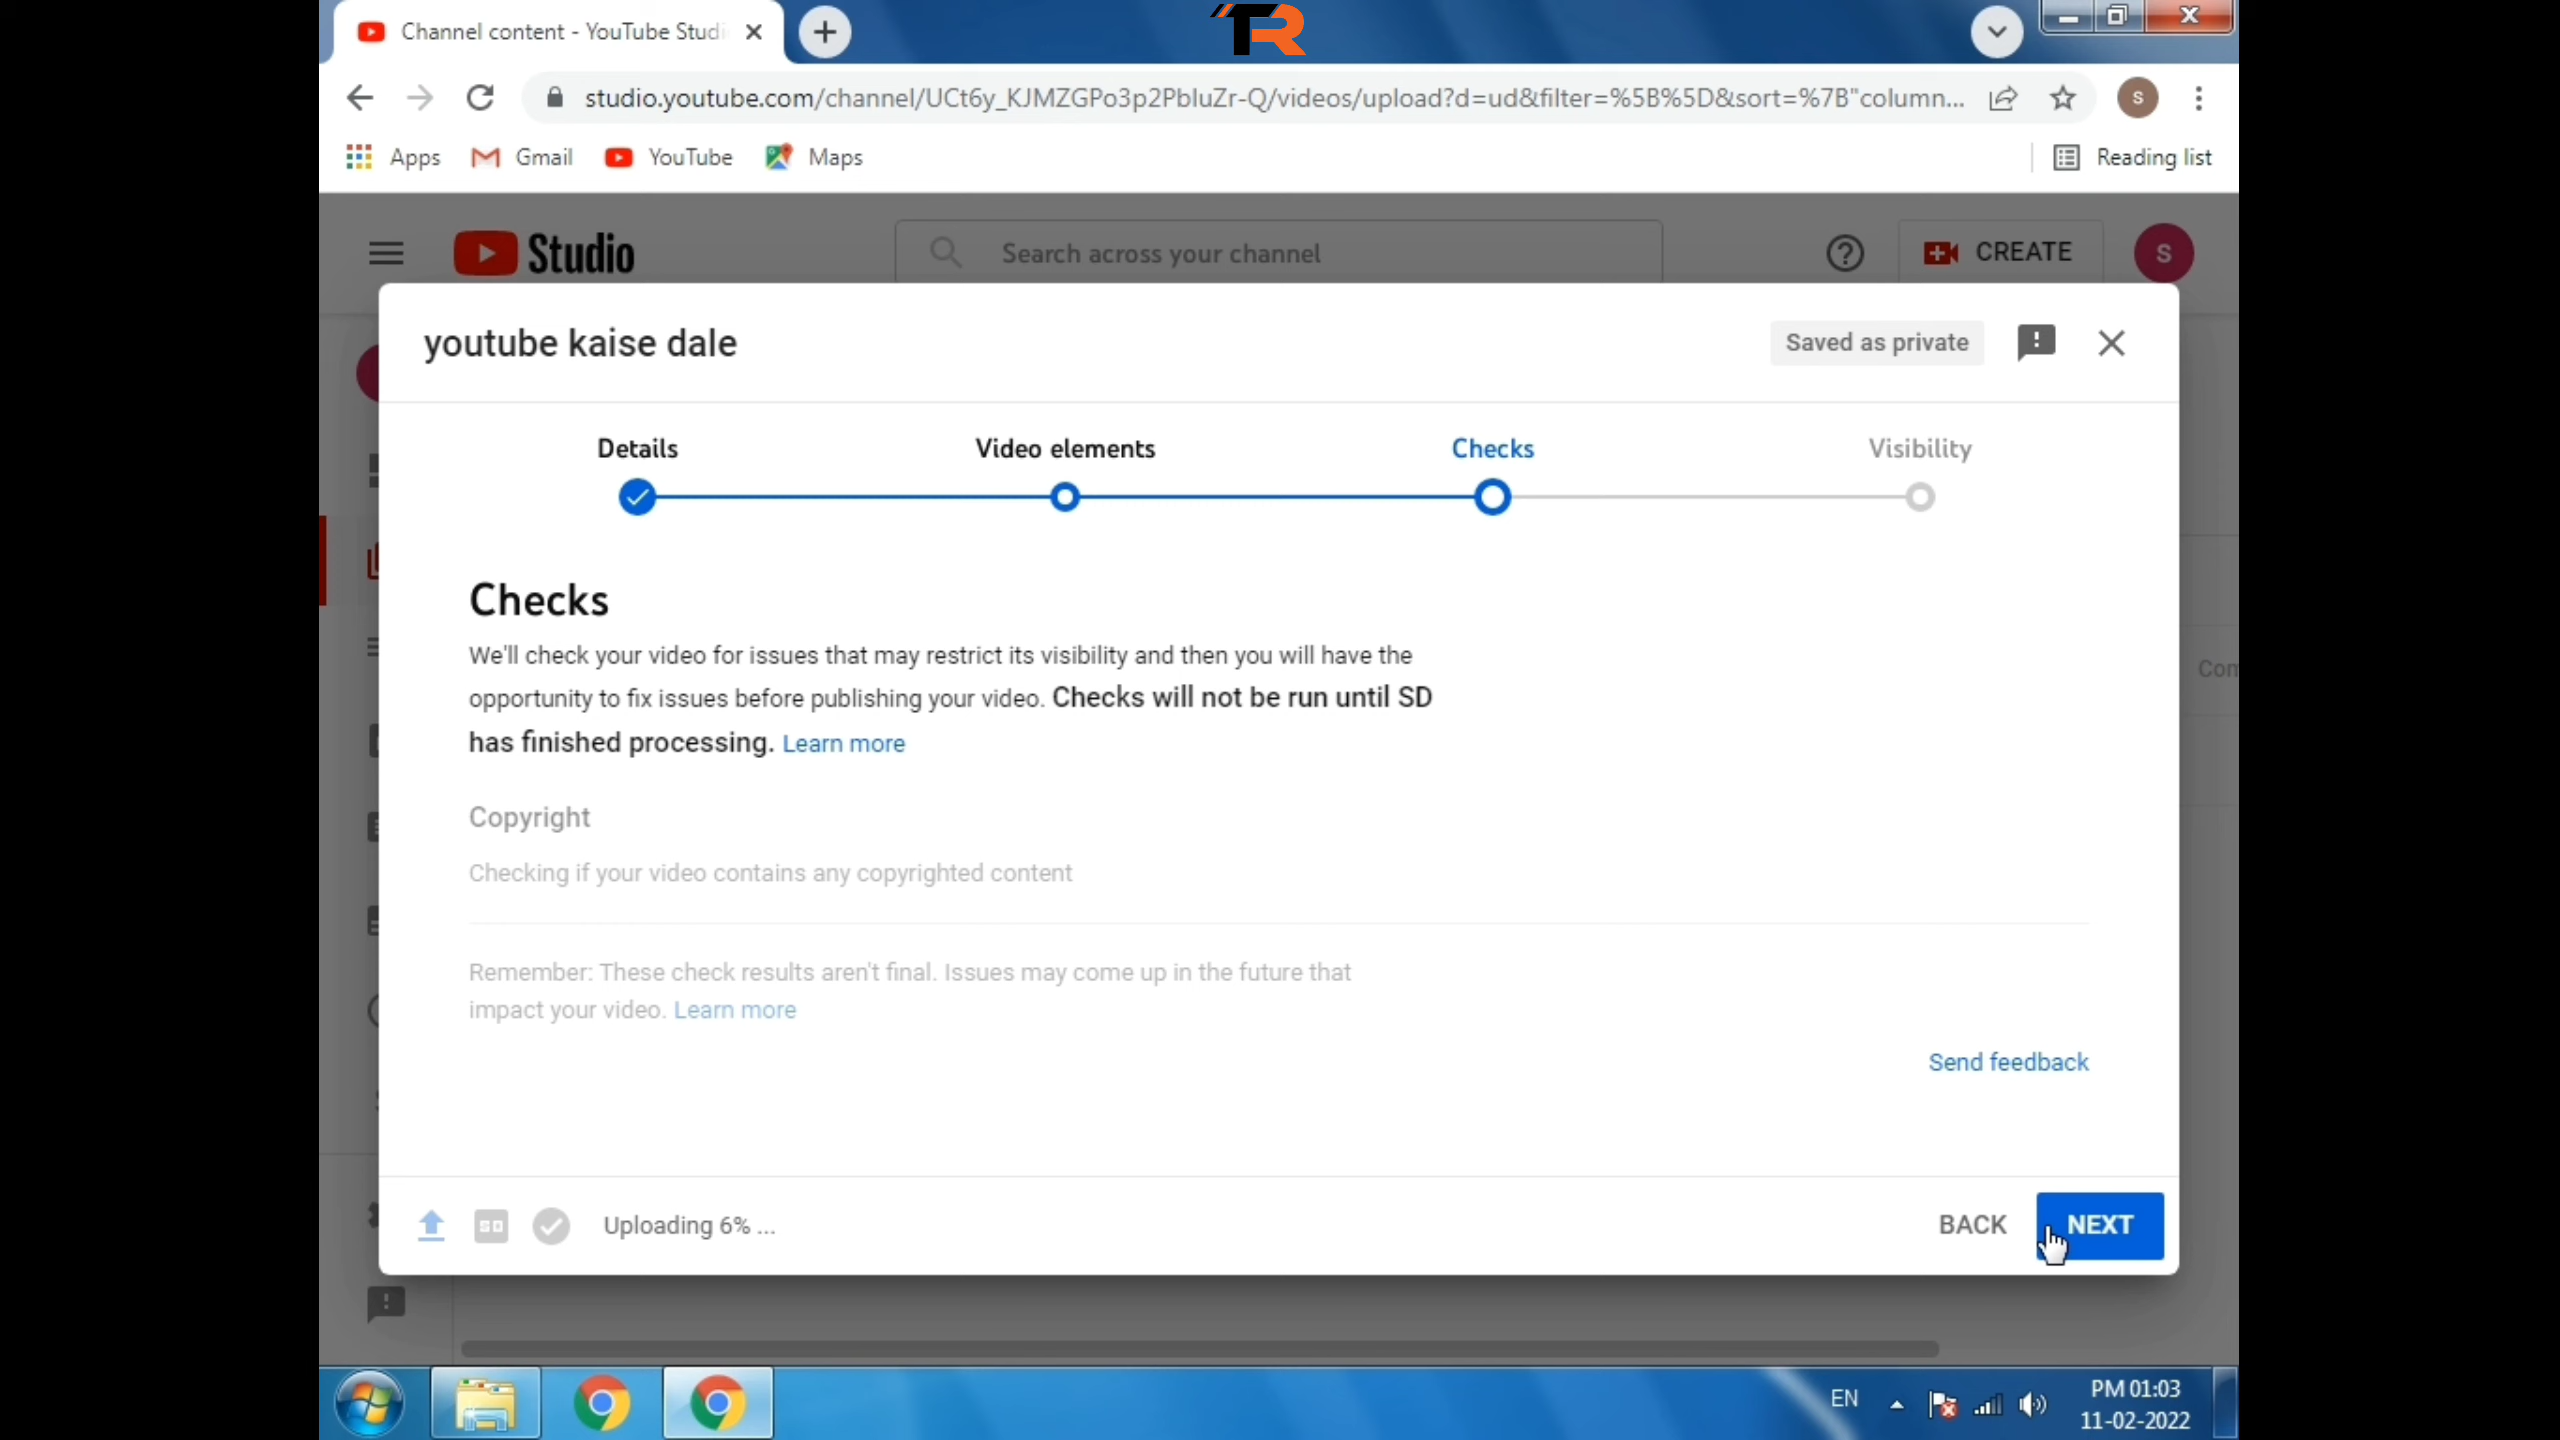 Channel content - YouTube Studi
TR
studio.youtube.com/channel/UCt6y_KJMZGPo3p2PbluZr-Q/videos/upload?d=ud&filter=%5B%5D&sort=%7B"column...
S
Apps
Gmail
YouTube
Maps
Reading list
Studio
Search across your channel
CREATE
S
youtube kaise dale
Saved as private
Details
Video elements
Checks
Visibility
Checks
We'll check your video for issues that may restrict its visibility and then you will have the
opportunity to fix issues before publishing your video. Checks will not be run until SD
has finished processing. Learn more
Com
Copyright
Checking if your video contains any copyrighted content
Remember: These check results aren't final. Issues may come up in the future that
impact your video. Learn more
Send feedback
SD
Uploading 6% ...
BACK
NEXT
EN
PM 01:03
11-02-2022